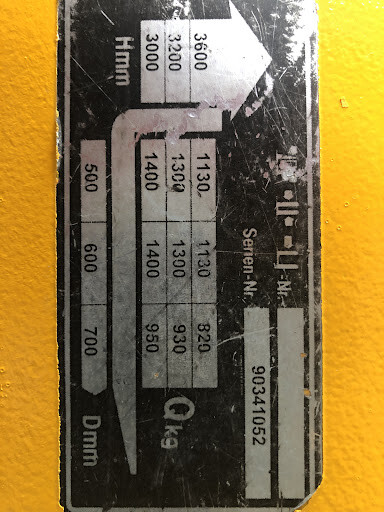 -Nr.
Serien-Nr. 90341052
3600 1130 1130 820
3200 1300 1300 930 Q kg
3000 1400 1400 950
Hmm
500 600 700 Dmm